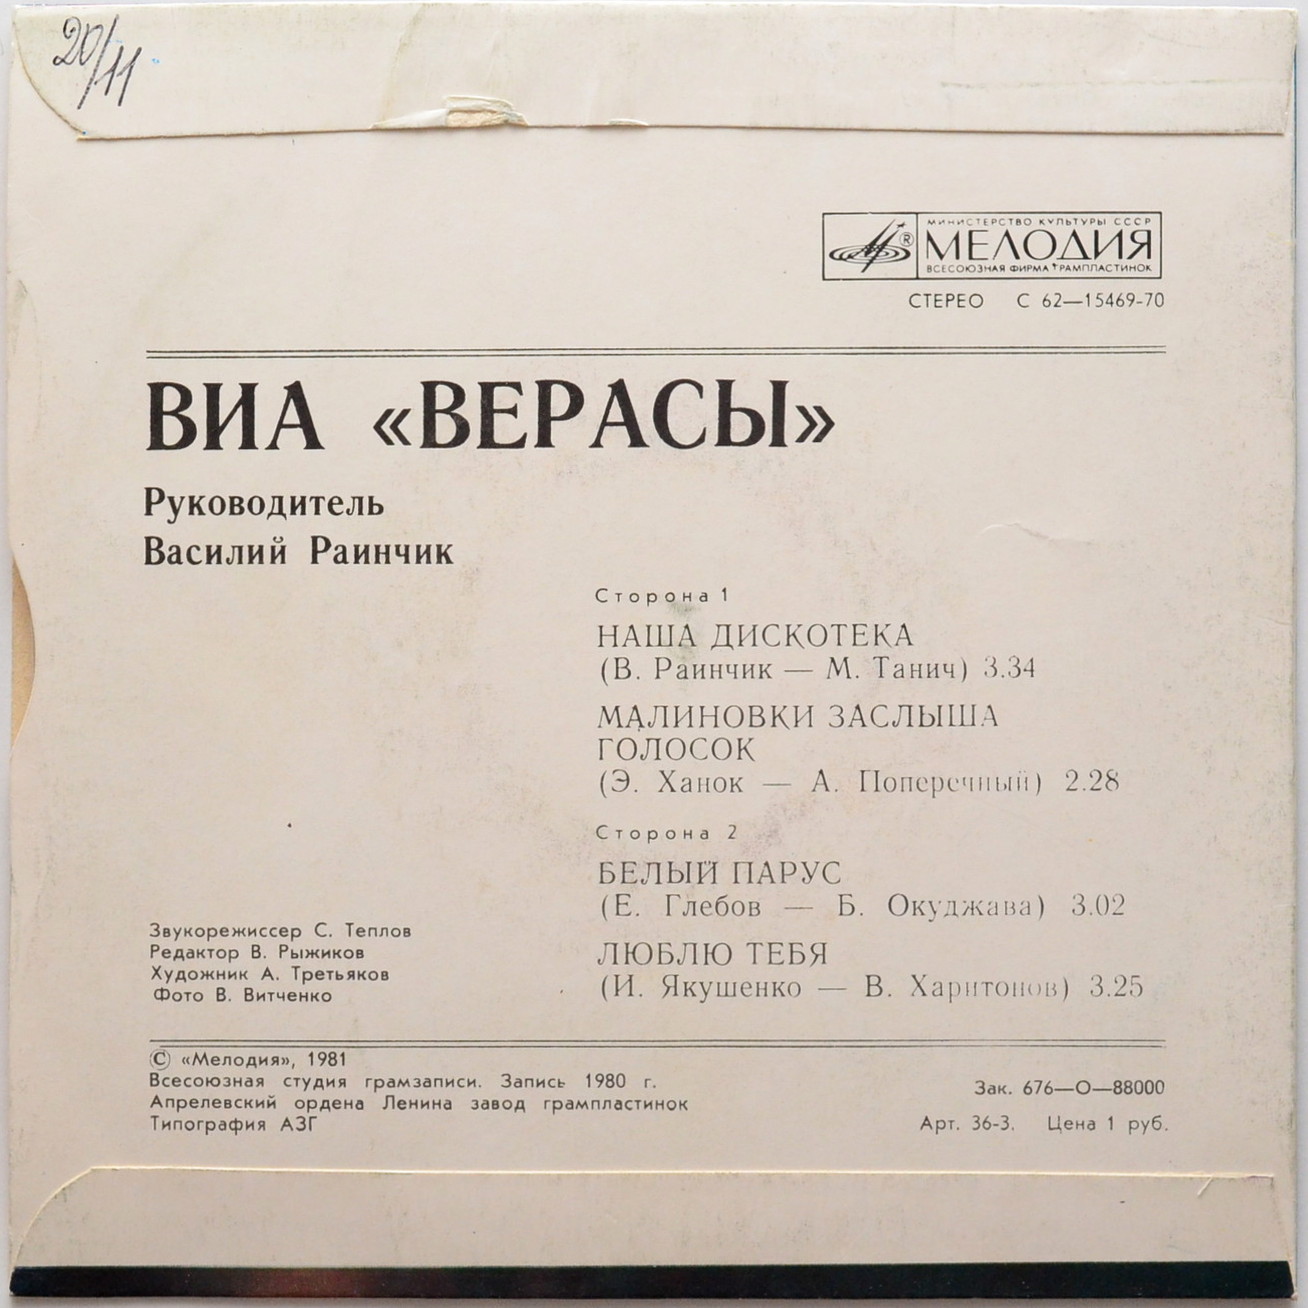 20/11
МИНИСТЕРСТВО КУЛЬТУРЫ СССР
МЕЛОДИЯ
ВСЕСОЮЗНАЯ ФИРМА ГРАМПЛАСТИНОК
СТЕРЕО С 62—15469-70
ВИА «ВЕРАСЫ»
Руководитель
Василий Раинчик
Сторона 1
НАША ДИСКОТЕКА
(В. Раинчик — М. Танич) 3.34
МАЛИНОВКИ ЗАСЛЫША
ГОЛОСОК
(Э. Ханок — А. Поперечный) 2.28
Сторона 2
БЕЛЫЙ ПАРУС
(Е. Глебов — Б. Окуджава) 3.02
ЛЮБЛЮ ТЕБЯ
(И. Якушенко — В. Харитонов) 3.25
Звукорежиссер С. Теплов
Редактор В. Рыжиков
Художник А. Третьяков
Фото В. Витченко
© «Мелодия», 1981
Всесоюзная студия грамзаписи. Запись 1980 г.
Апрелевский ордена Ленина завод грампластинок
Типография АЗГ
Зак. 676—О—88000
Арт. 36-3. Цена 1 руб.